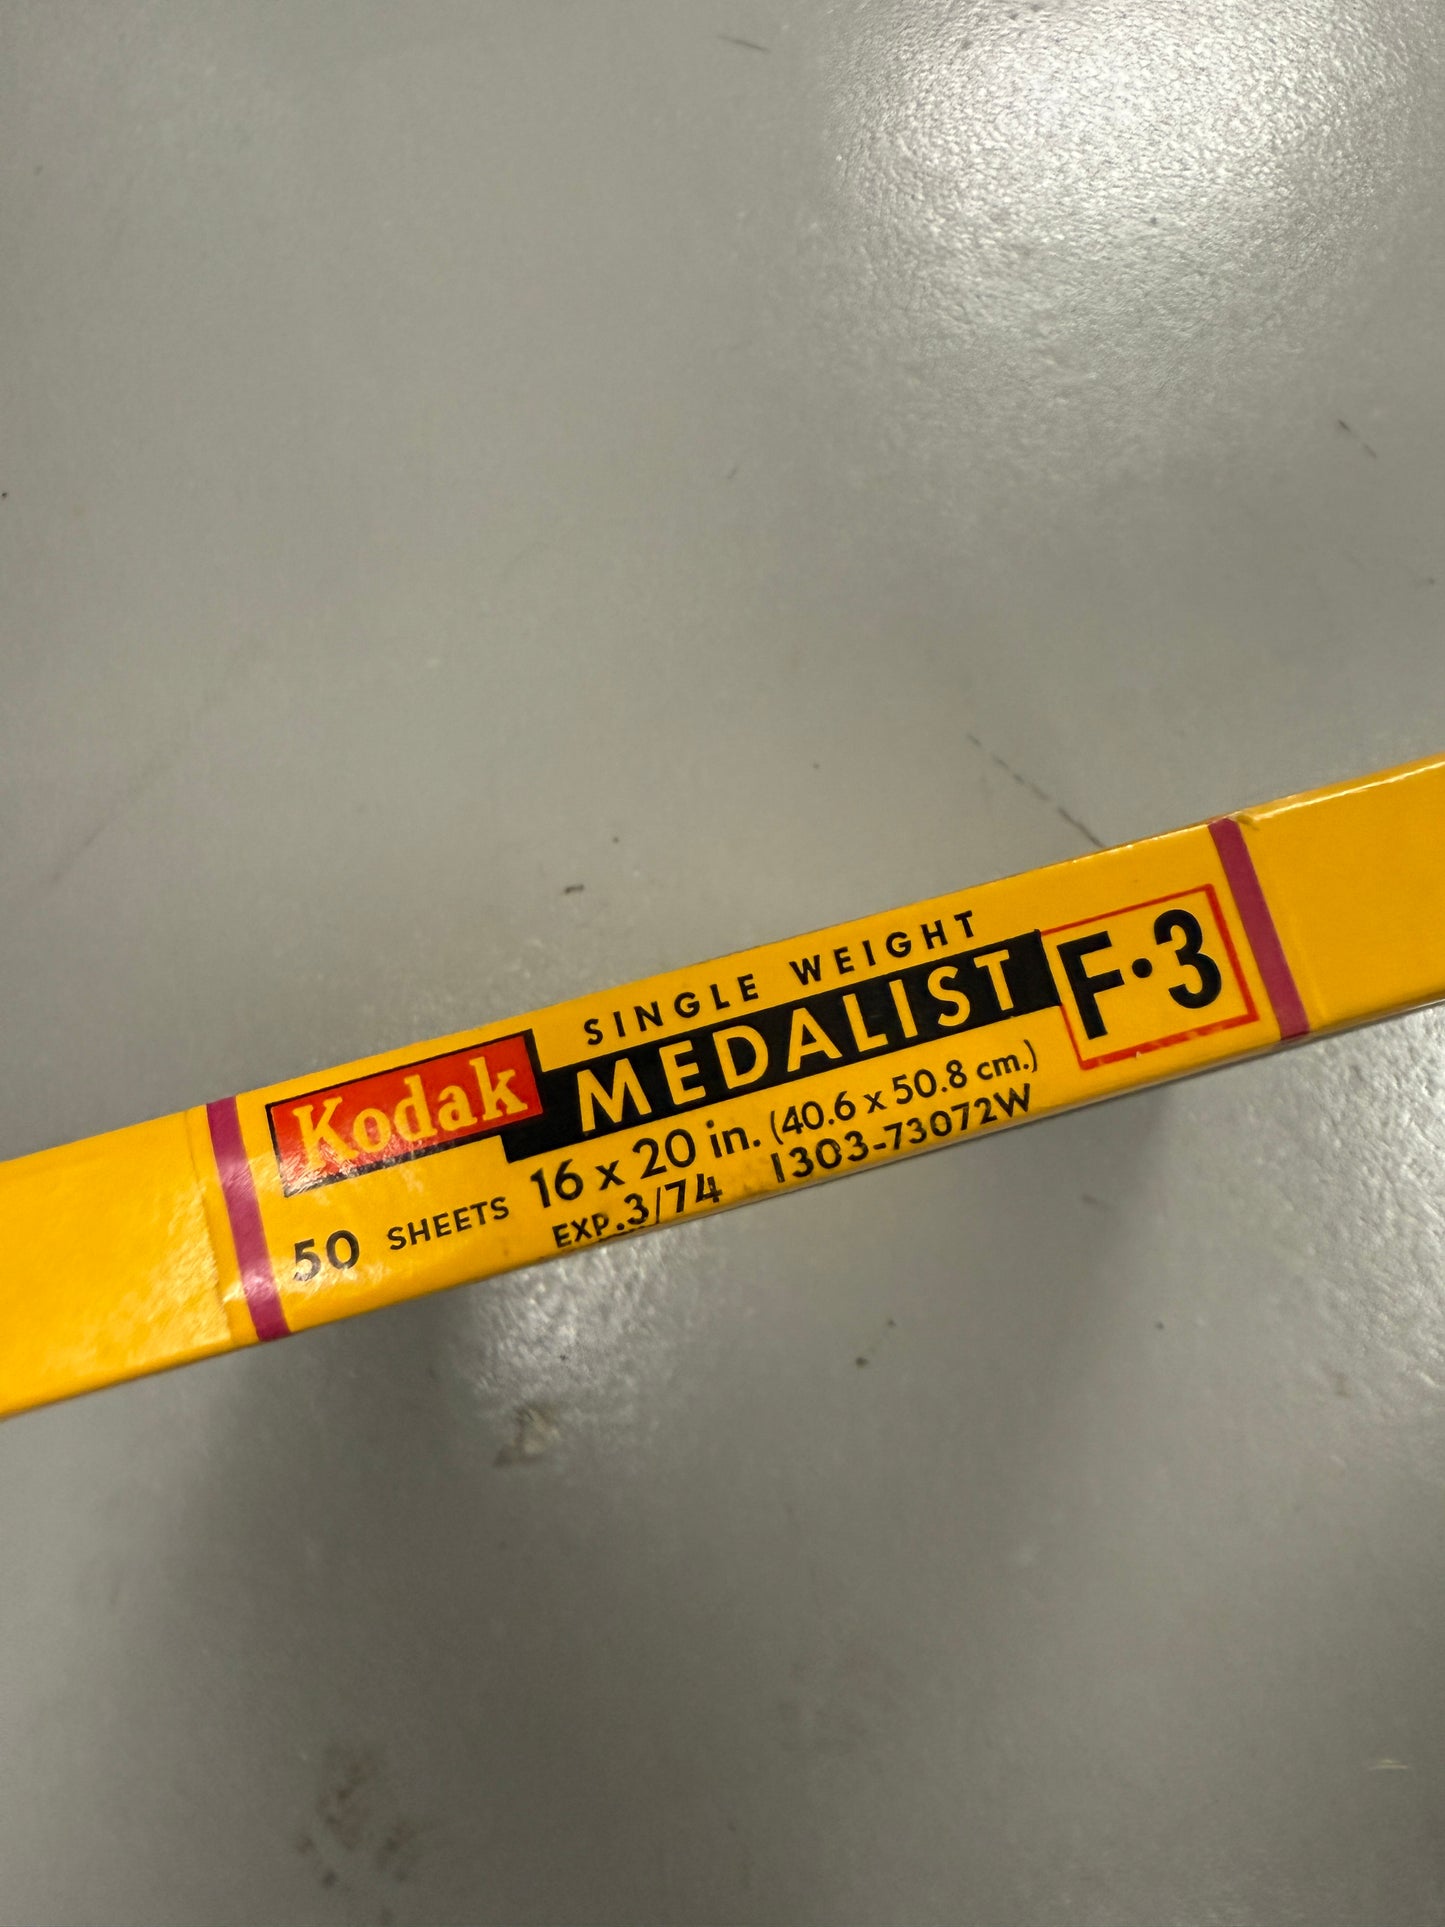 SINGLE WEIGHT
Kodak MEDALIST F·3
50 SHEETS 16 x 20 in. (40.6 x 50.8 cm.)
EXP. 3/74 1303-73072W